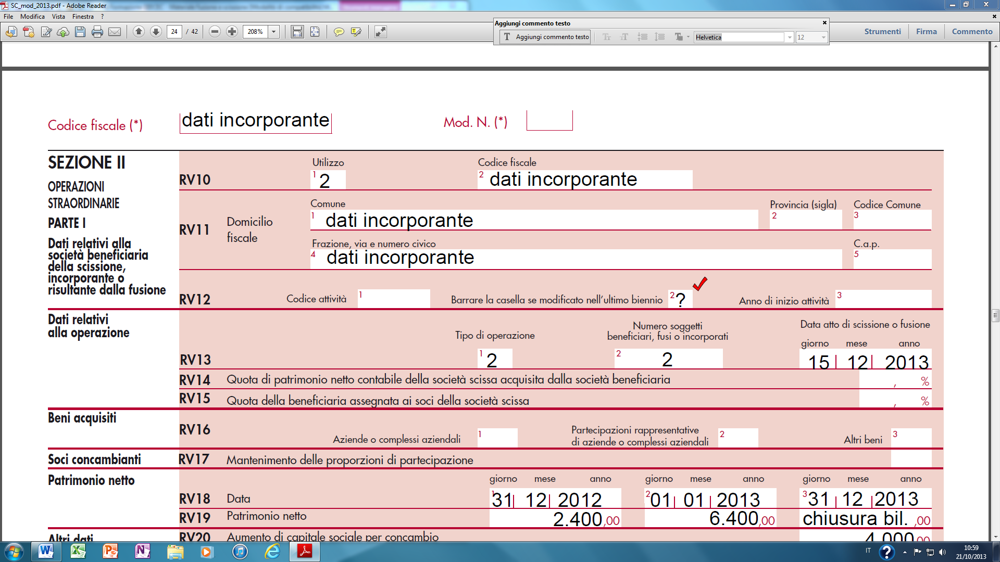 SC_mod_2013.pdf - Adobe Reader
File Modifica Vista Finestra ?
Aggiungi commento testo
24 / 42 208% T Aggiungi commento testo Helvetica 12 Strumenti Firma Commento
Codice fiscale (*) dati incorporante Mod. N. (*)
SEZIONE II
OPERAZIONI
STRAORDINARIE
PARTE I
Dati relativi alla
società beneficiaria
della scissione,
incorporante o
risultante dalla fusione
Utilizzo Codice fiscale
RV10 1 2 2 dati incorporante
Comune Provincia (sigla) Codice Comune
RV11 Domicilio fiscale 1 dati incorporante 2 3
Frazione, via e numero civico C.a.p.
4 dati incorporante 5
RV12 Codice attività 1 Barrare la casella se modificato nell'ultimo biennio 2 ? Anno di inizio attività 3
Dati relativi
alla operazione
Tipo di operazione Numero soggetti beneficiari, fusi o incorporati Data atto di scissione o fusione
giorno mese anno
RV13 1 2 2 2 15 12 2013
RV14 Quota di patrimonio netto contabile della società scissa acquisita dalla società beneficiaria , %
RV15 Quota della beneficiaria assegnata ai soci della società scissa , %
Beni acquisiti
RV16 Aziende o complessi aziendali 1 Partecipazioni rappresentative di aziende o complessi aziendali 2 Altri beni 3
Soci concambianti RV17 Mantenimento delle proporzioni di partecipazione
Patrimonio netto giorno mese anno giorno mese anno giorno mese anno
RV18 Data 1 31 12 2012 2 01 01 2013 3 31 12 2013
RV19 Patrimonio netto 2.400,00 6.400,00 chiusura bil. ,00
Altri dati RV20 Aumento di capitale sociale per concambio 4.000,00
IT 10:59
21/10/2013